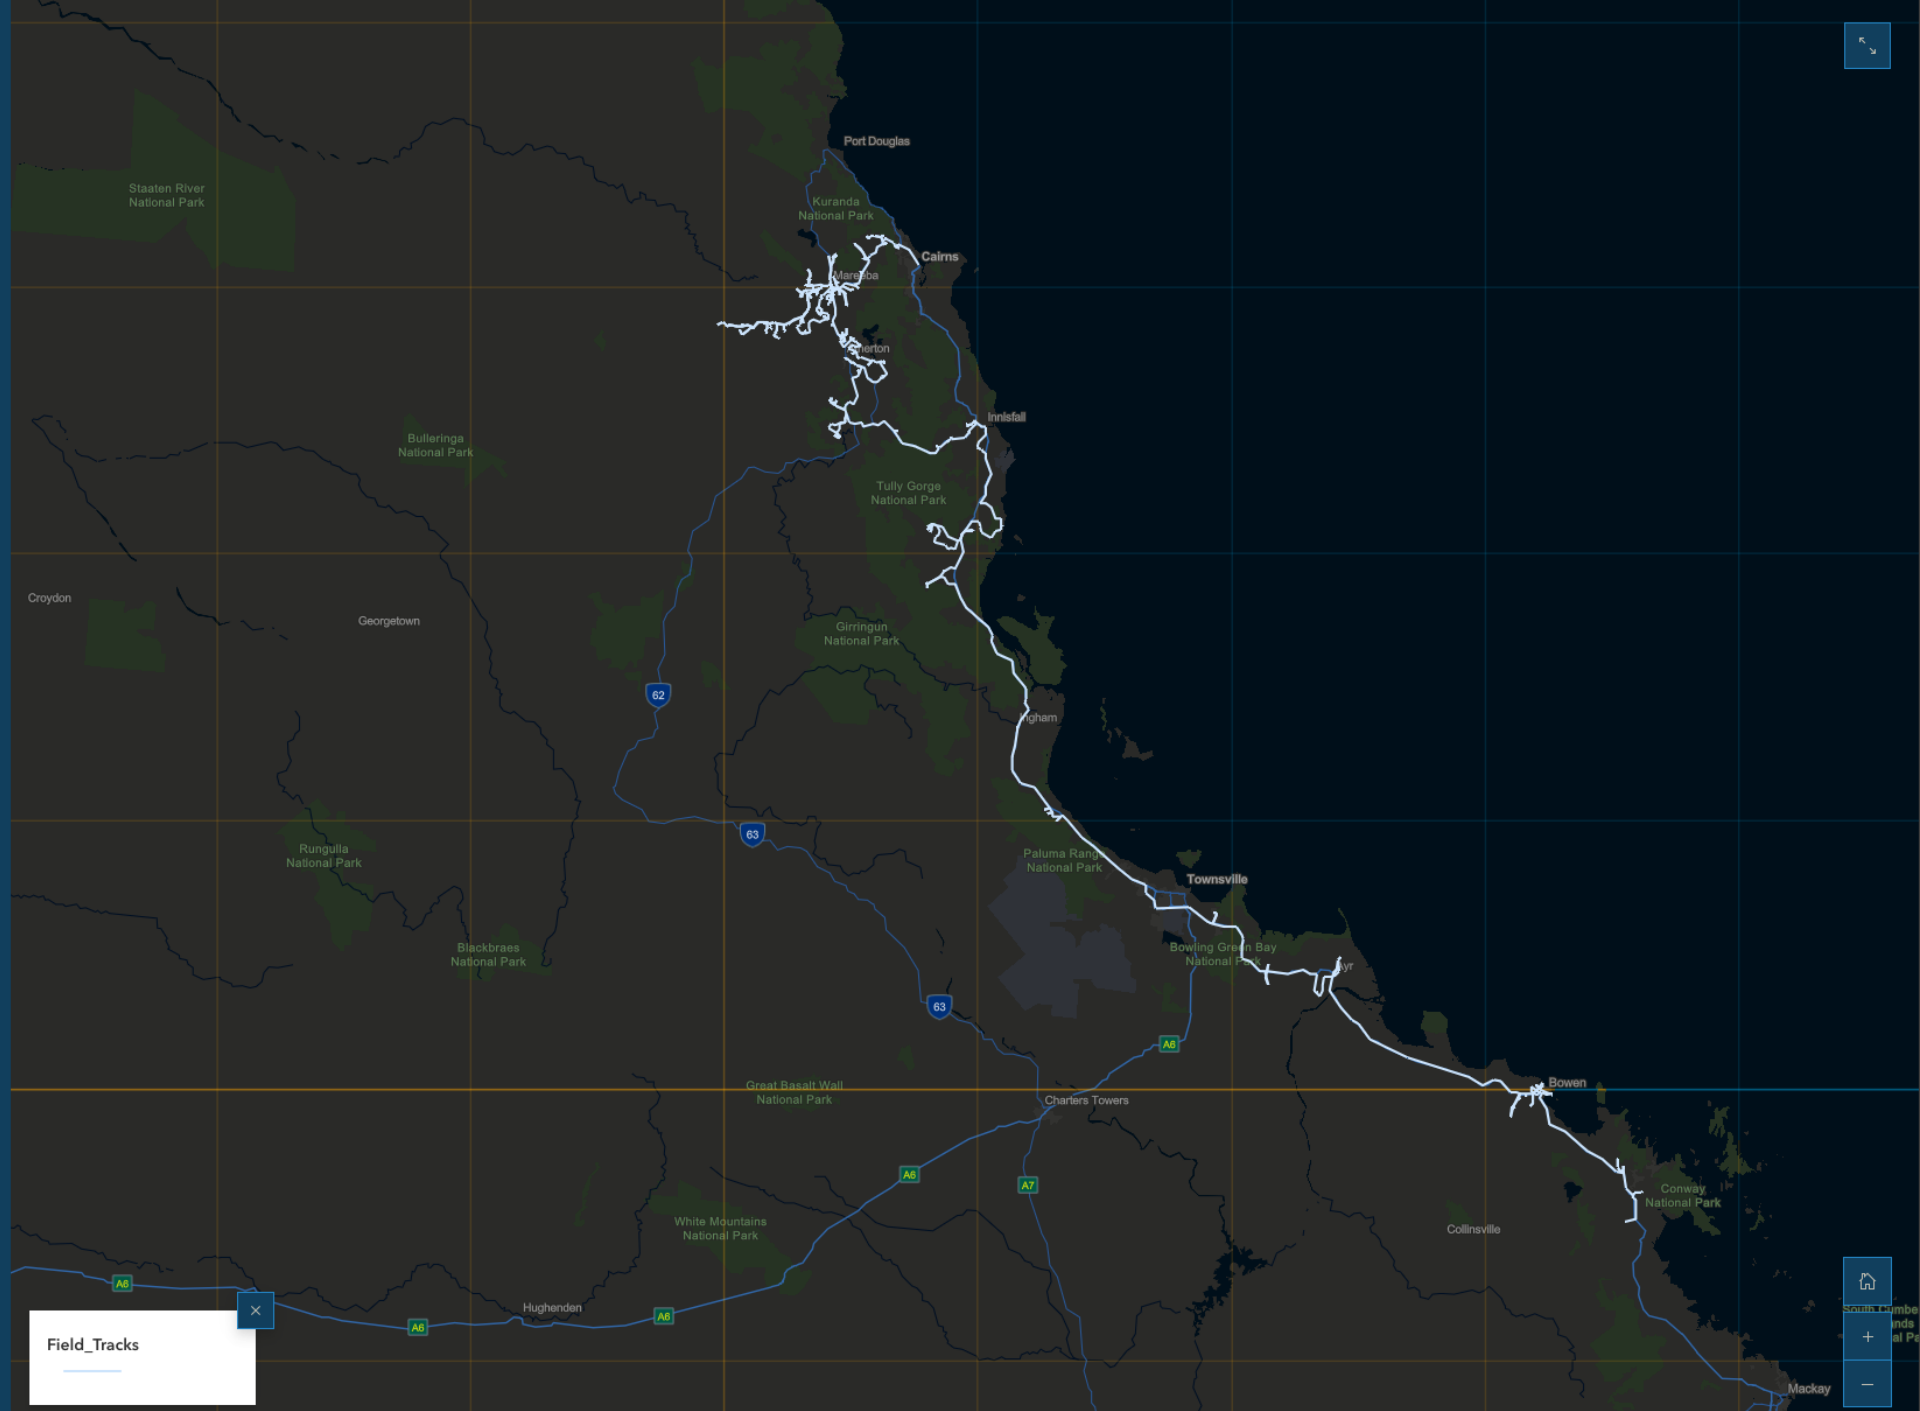 Port Douglas
Staaten River
National Park
Kuranda
National Park
Cairns
Mareeba
Innisfail
Bulleringa
National Park
Tully Gorge
National Park
Croydon
Georgetown
Girringun
National Park
62
Ingham
63
Rungulla
National Park
Paluma Range
National Park
Townsville
Blackbraes
National Park
Bowling Green Bay
National Park
63
A6
Great Basalt Wall
National Park
Charters Towers
Bowen
A6
A7
Conway
National Park
White Mountains
National Park
Collinsville
A6
Hughenden
A6
A6
South Cumbe
Mackay
Field_Tracks